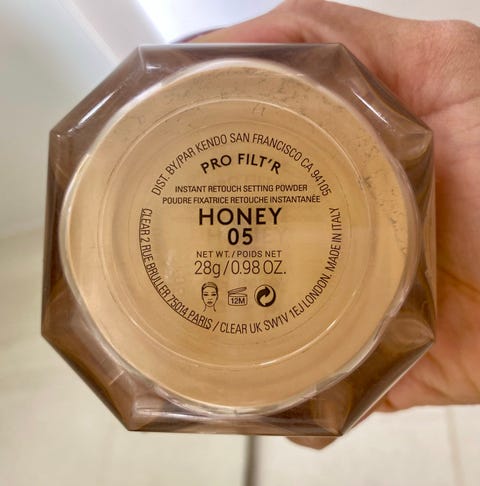 DIST. BY/PAR KENDO SAN FRANCISCO CA 94105
PRO FILT'R
INSTANT RETOUCH SETTING POWDER
POUDRE FIXATRICE RETOUCHE INSTANTANÉE
HONEY
05
NET WT. / POIDS NET
28g/0.98 OZ.
12M
CLEAR 2 RUE BRULLER 75014 PARIS / CLEAR UK SW1V 1EJ LONDON. MADE IN ITALY